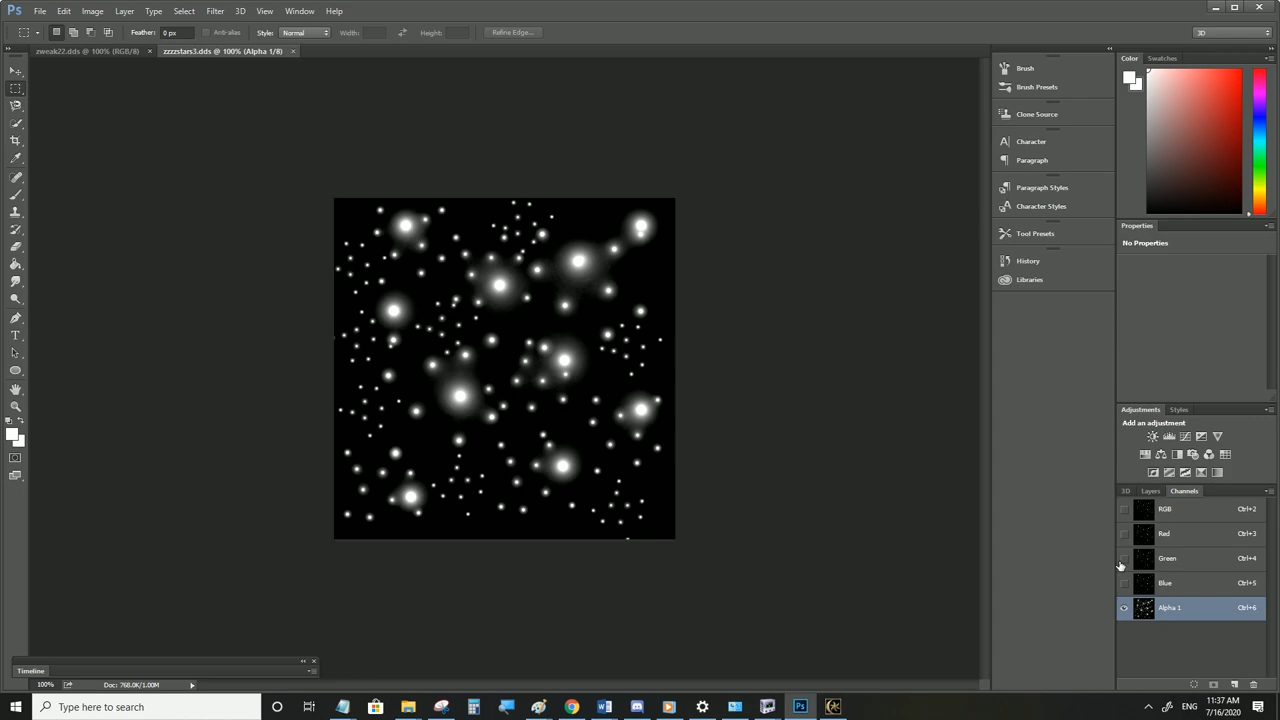 Ps File Edit Image Layer Type Select Filter 3D View Window Help
Feather: 0 px Anti-alias Style: Normal Width: Height: Refine Edge... 3D
zweak22.dds @ 100% (RGB/8) × zzzzstars3.dds @ 100% (Alpha 1/8) ×
Brush
Brush Presets
Clone Source
Character
Paragraph
Paragraph Styles
Character Styles
Tool Presets
History
Libraries
Color Swatches
Properties
No Properties
Adjustments Styles
Add an adjustment
3D Layers Channels
RGB Ctrl+2
Red Ctrl+3
Green Ctrl+4
Blue Ctrl+5
Alpha 1 Ctrl+6
Timeline
100% Doc: 768.0K/1.00M
Type here to search
ENG
11:37 AM
7/16/2020